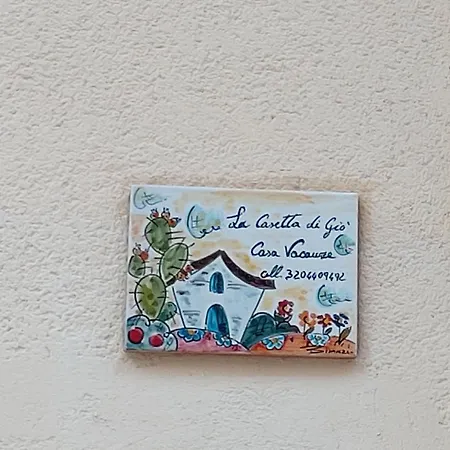 La Casetta di Giò
Casa Vacanze
cell. 3204409492